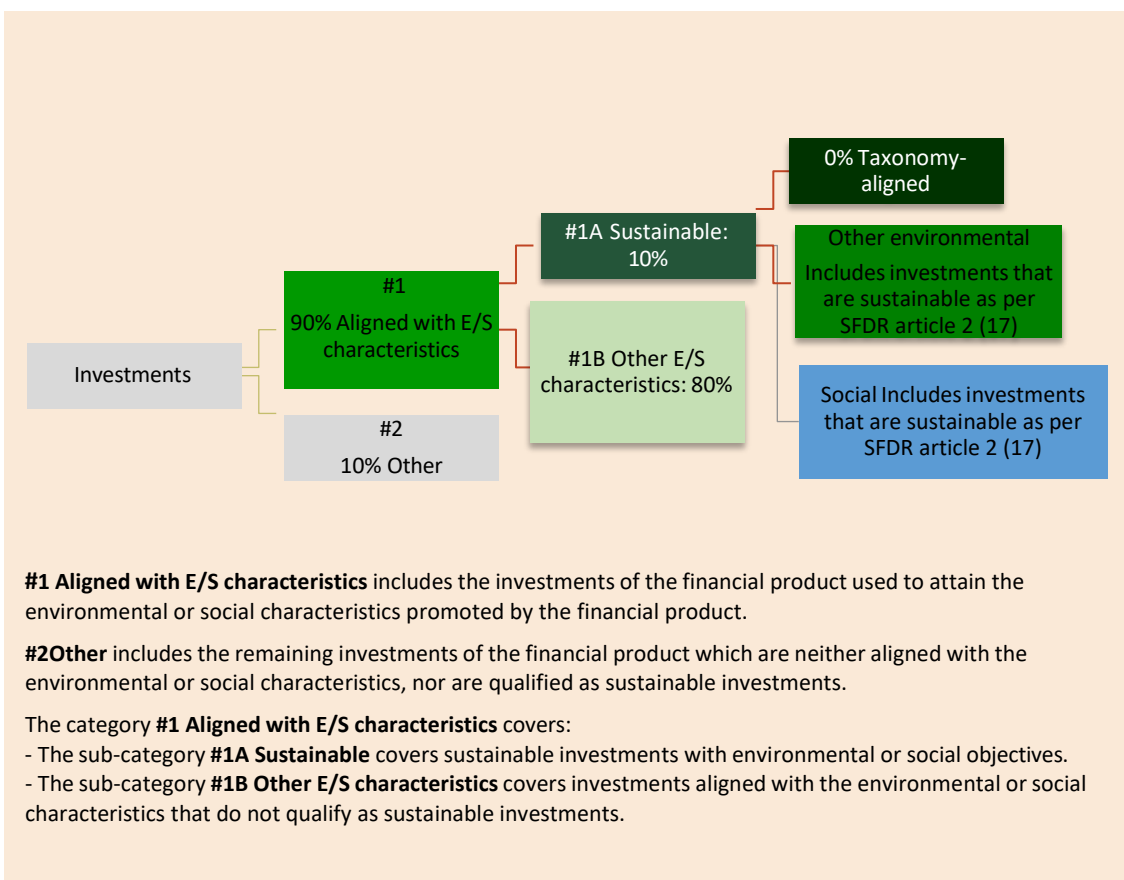 Investments
#1
90% Aligned with E/S
characteristics
#2
10% Other
#1A Sustainable:
10%
#1B Other E/S
characteristics: 80%
0% Taxonomy-
aligned
Other environmental
Includes investments that
are sustainable as per
SFDR article 2 (17)
Social Includes investments
that are sustainable as per
SFDR article 2 (17)
#1 Aligned with E/S characteristics includes the investments of the financial product used to attain the
environmental or social characteristics promoted by the financial product.
#2Other includes the remaining investments of the financial product which are neither aligned with the
environmental or social characteristics, nor are qualified as sustainable investments.
The category #1 Aligned with E/S characteristics covers:
- The sub-category #1A Sustainable covers sustainable investments with environmental or social objectives.
- The sub-category #1B Other E/S characteristics covers investments aligned with the environmental or social
characteristics that do not qualify as sustainable investments.